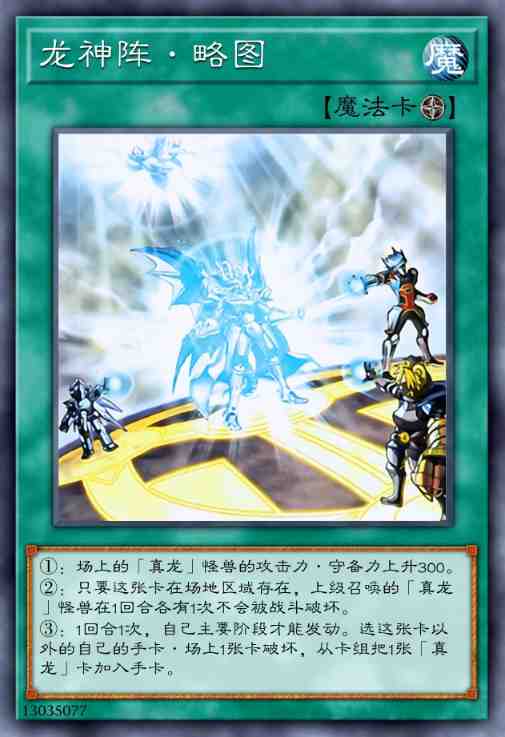 龙神阵·略图
魔
【魔法卡】
①：场上的「真龙」怪兽的攻击力·守备力上升300。
②：只要这张卡在场地区域存在，上级召唤的「真龙
」怪兽在1回合各有1次不会被战斗破坏。
③：1回合1次，自己主要阶段才能发动。选这张卡以
外的自己的手卡·场上1张卡破坏，从卡组把1张「真
龙」卡加入手卡。
13035077